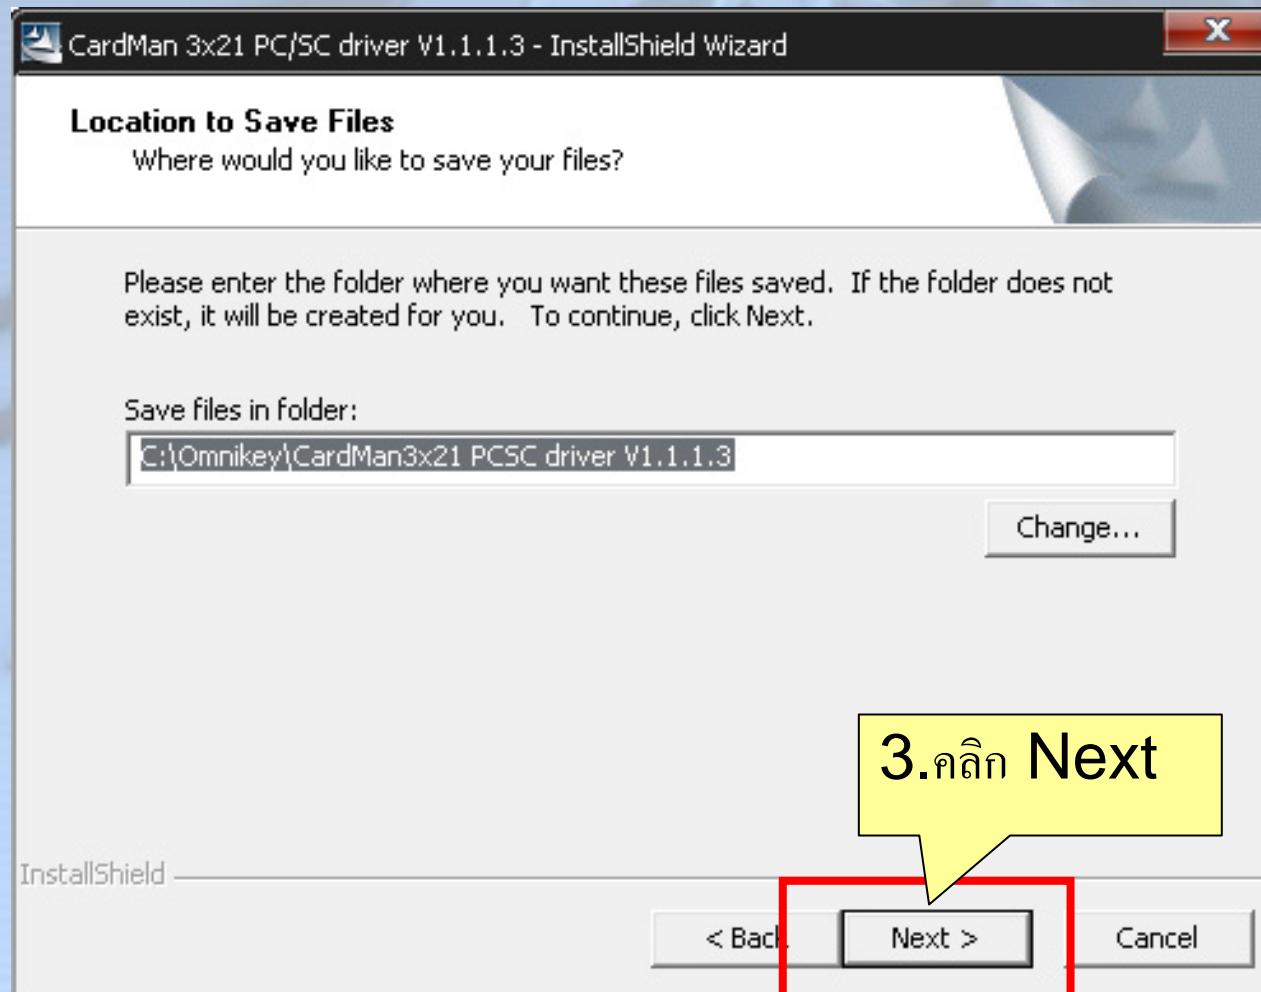 CardMan 3x21 PC/SC driver V1.1.1.3 - InstallShield Wizard
Location to Save Files
Where would you like to save your files?
Please enter the folder where you want these files saved. If the folder does not
exist, it will be created for you. To continue, click Next.
Save files in folder:
C:\Omnikey\CardMan3x21 PCSC driver V1.1.1.3
Change...
3.คลิก Next
InstallShield
< Back
Next >
Cancel